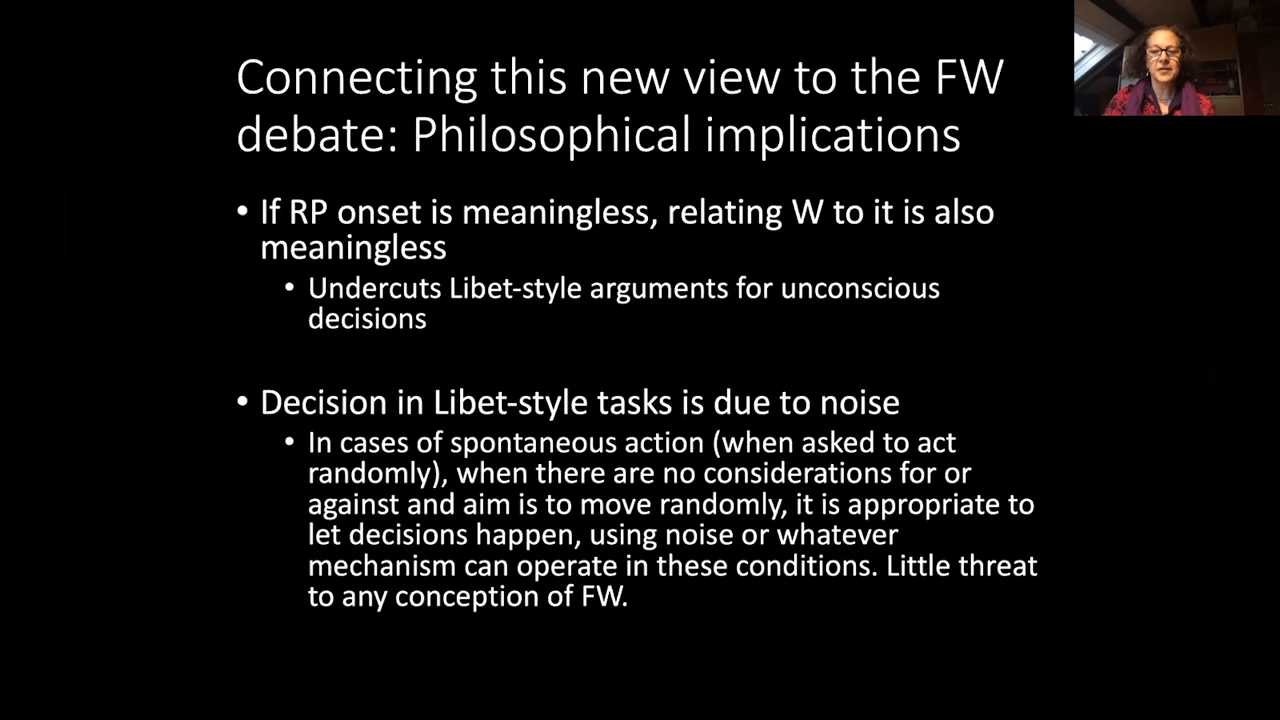 Connecting this new view to the FW
debate: Philosophical implications
• If RP onset is meaningless, relating W to it is also
meaningless
• Undercuts Libet-style arguments for unconscious
decisions
• Decision in Libet-style tasks is due to noise
• In cases of spontaneous action (when asked to act
randomly), when there are no considerations for or
against and aim is to move randomly, it is appropriate to
let decisions happen, using noise or whatever
mechanism can operate in these conditions. Little threat
to any conception of FW.